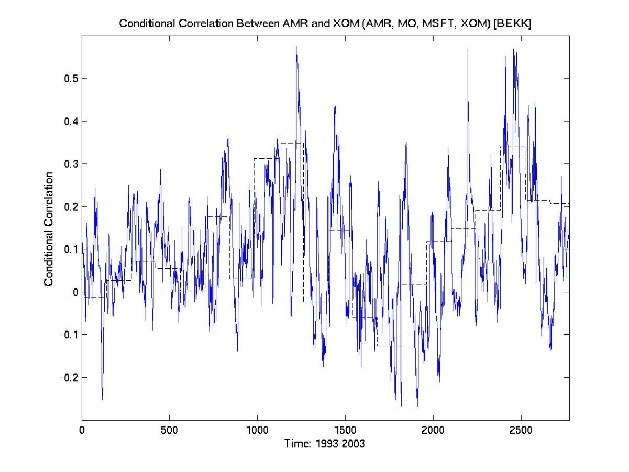 Conditional Correlation Between AMR and XOM (AMR, MO, MSFT, XOM) [BEKK]
0.5
0.4
0.3
0.2
0.1
0
0.1
0.2
Conditional Correlation
0 500 1000 1500 2000 2500
Time: 1993 2003